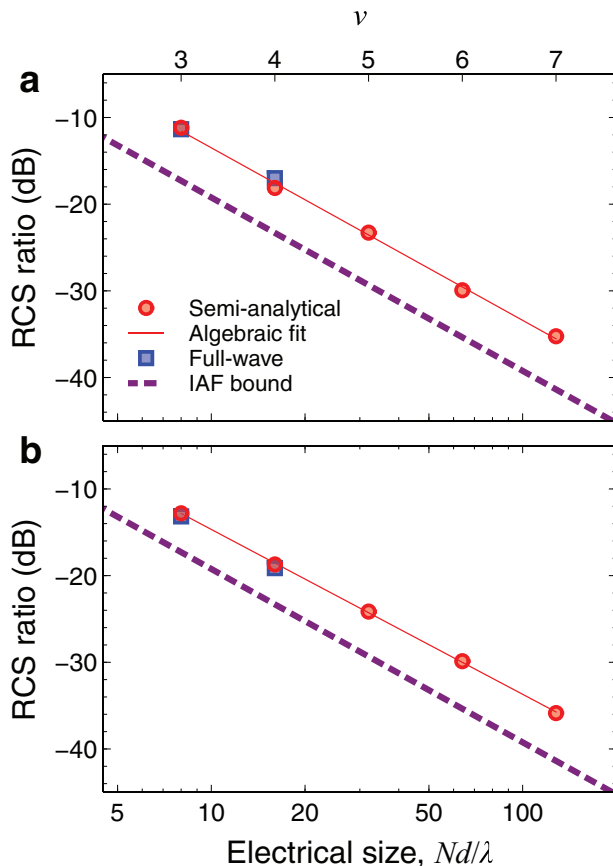 v
3 4 5 6 7
a
−10
−20
−30
−40
RCS ratio (dB)
Semi-analytical
Algebraic fit
Full-wave
IAF bound
b
−10
−20
−30
−40
RCS ratio (dB)
5 10 20 50 100
Electrical size, Nd/λ